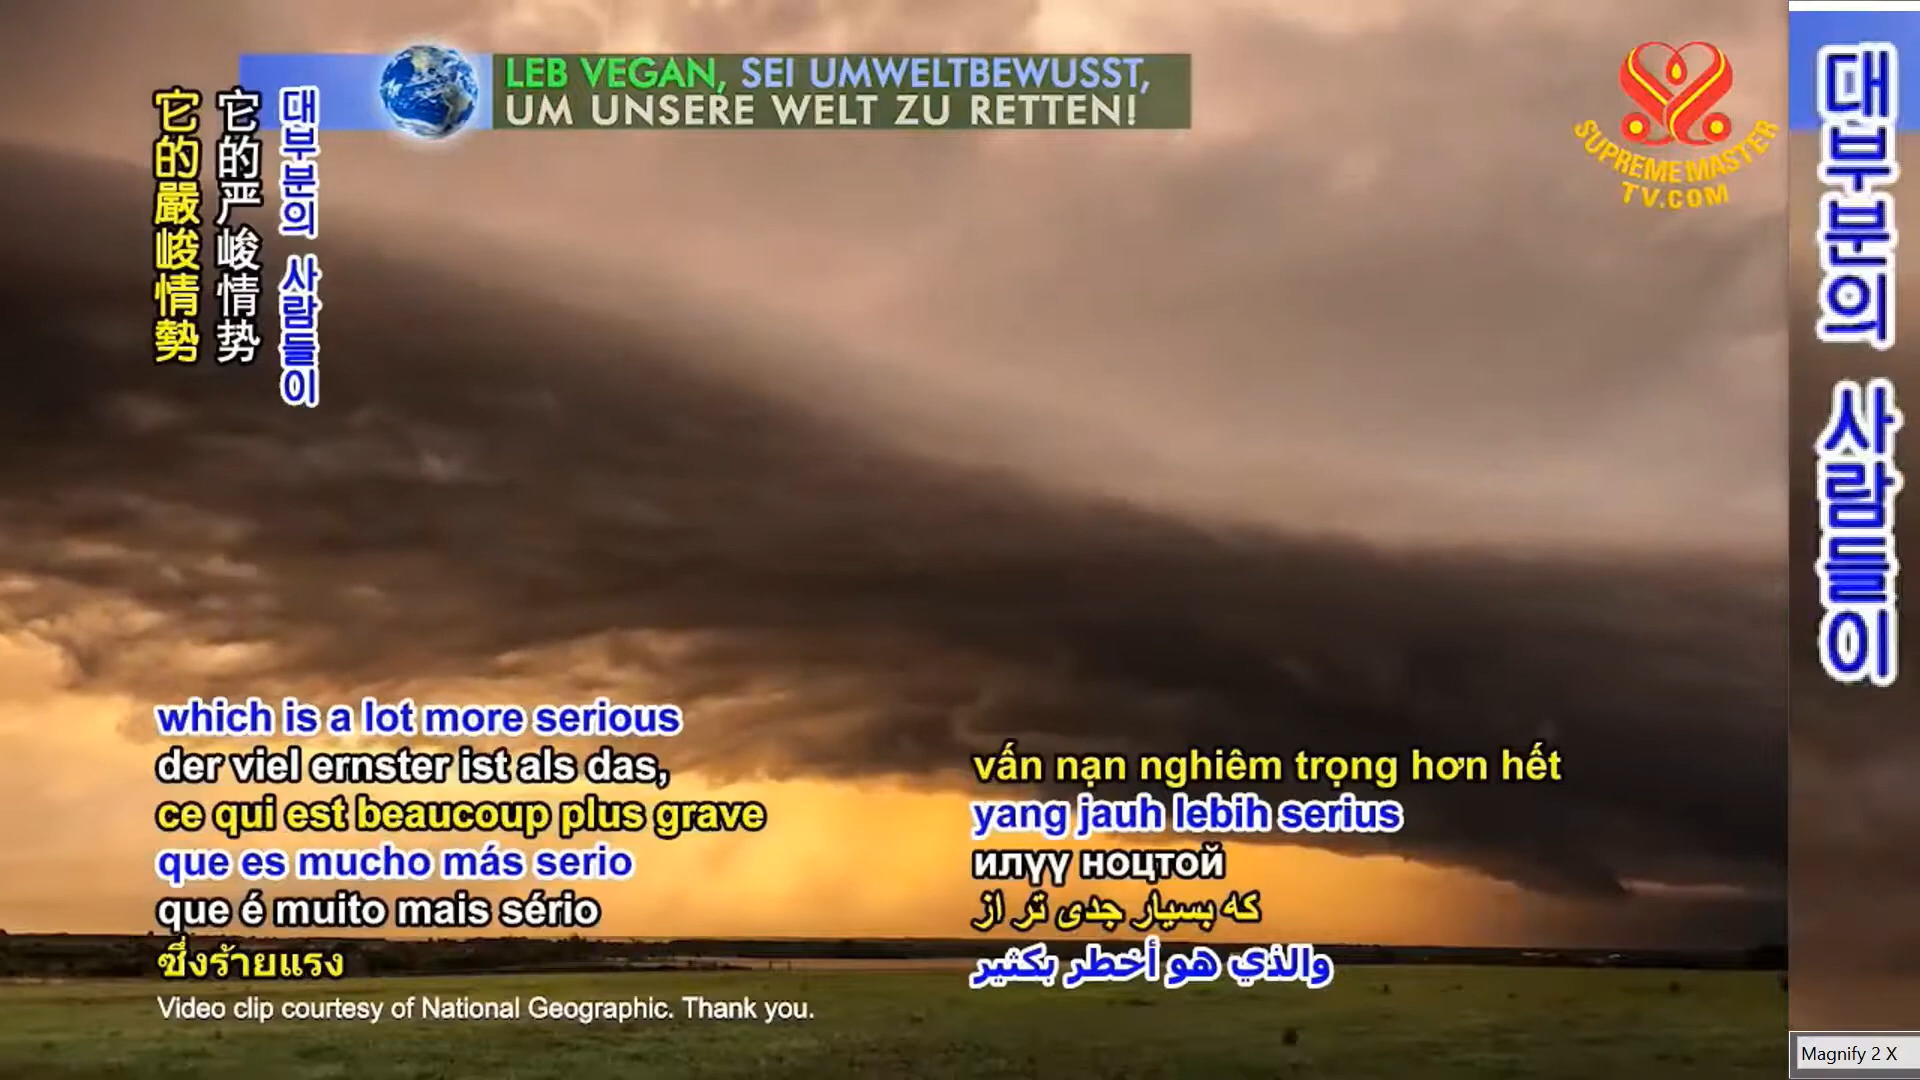 LEB VEGAN, SEI UMWELTBEWUSST,
UM UNSERE WELT ZU RETTEN!
SUPREME MASTER
TV.COM
대부분의 사람들이
它的严峻情势
它的嚴峻情勢
which is a lot more serious
der viel ernster ist als das,
ce qui est beaucoup plus grave
que es mucho más serio
que é muito mais sério
ซึ่งร้ายแรง
Video clip courtesy of National Geographic. Thank you.
vấn nạn nghiêm trọng hơn hết
yang jauh lebih serius
илүү ноцтой
که بسیار جدی تر از
والذي هو أخطر بكثير
대부분의 사람들이
Magnify 2 X